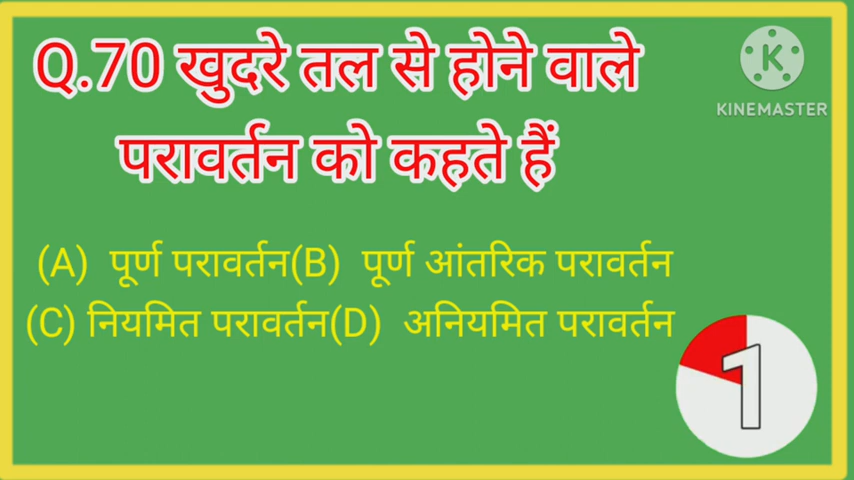 Q.70 खुदरे तल से होने वाले
परावर्तन को कहते हैं
KINEMASTER
(A) पूर्ण परावर्तन(B) पूर्ण आंतरिक परावर्तन
(C) नियमित परावर्तन(D) अनियमित परावर्तन
1